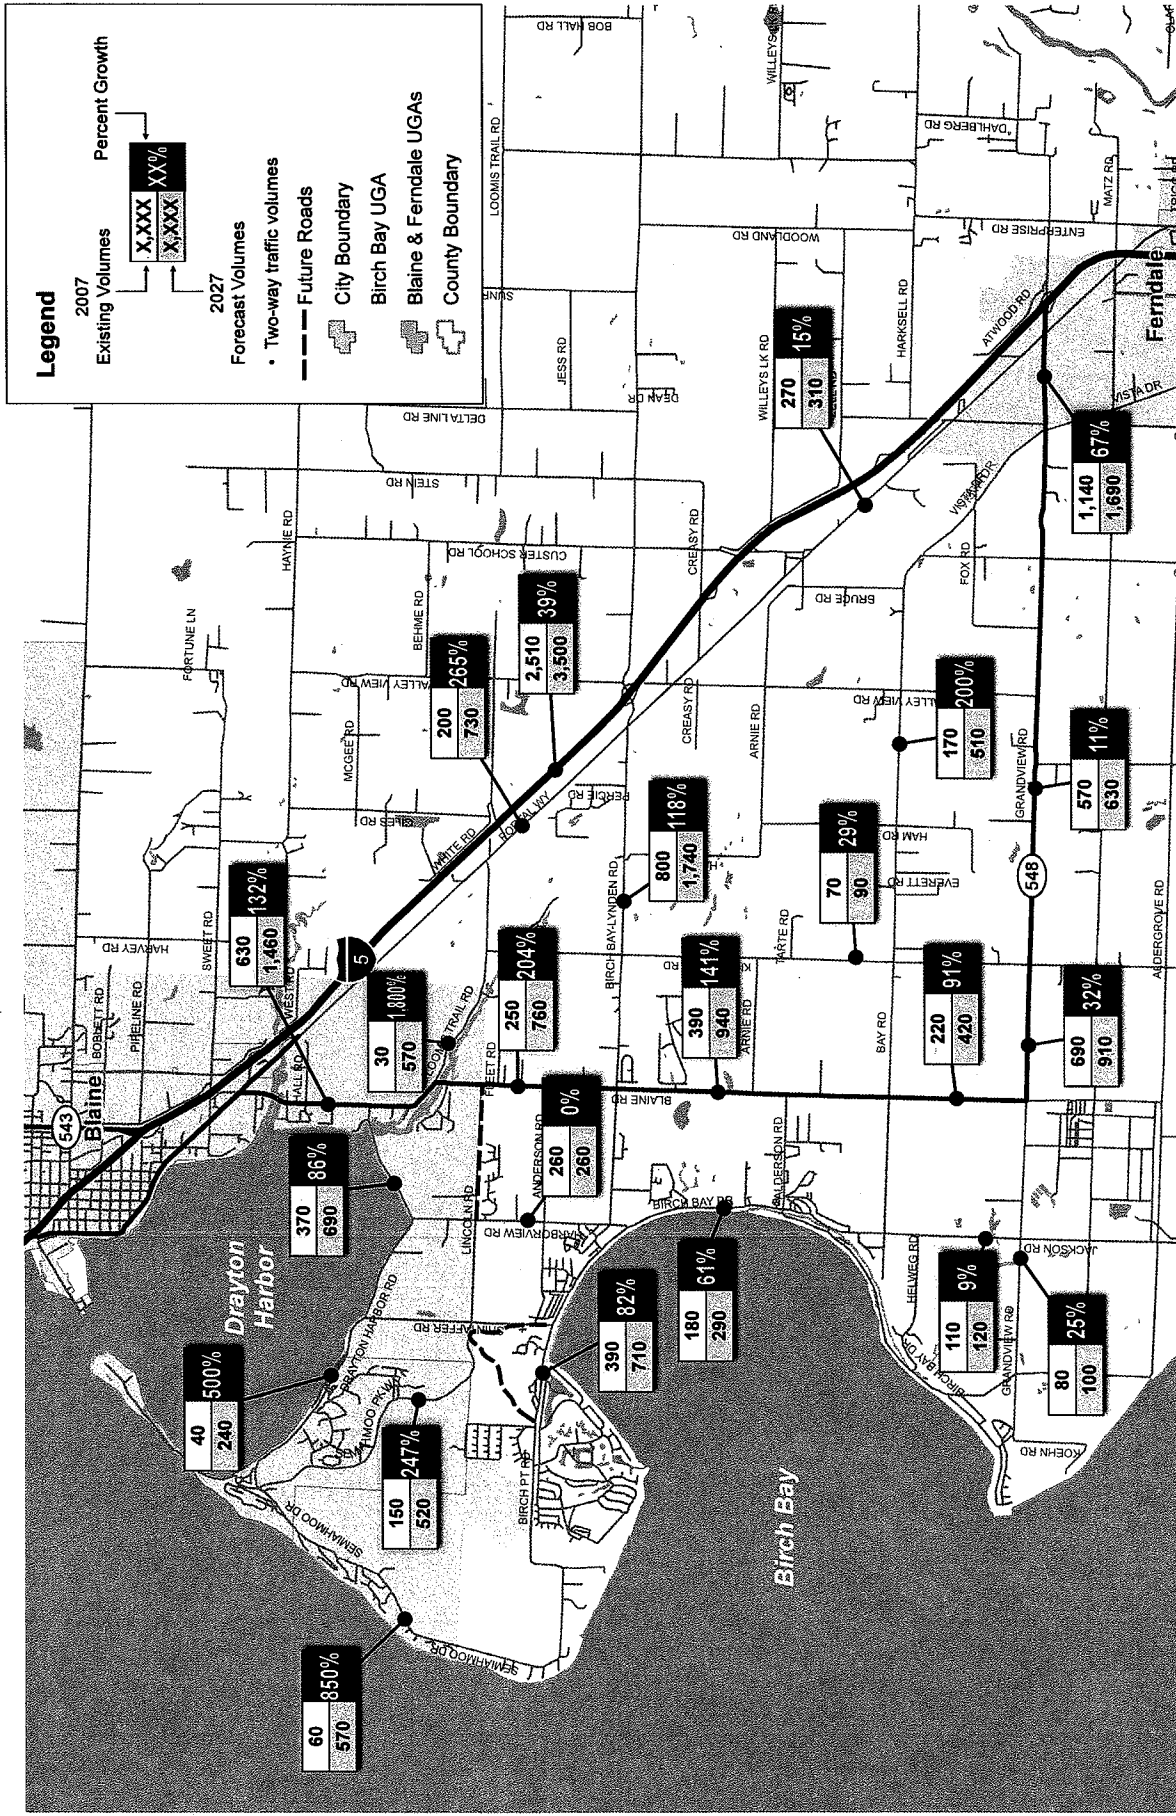 Legend
2007
Existing Volumes
Percent Growth
X,XXX
XX%
X,XXX
2027
Forecast Volumes
• Two-way traffic volumes
Future Roads
City Boundary
Birch Bay UGA
Blaine & Ferndale UGAs
County Boundary
BOB HALL RD
LOOMIS TRAIL RD
JESS RD
DELTA LINE RD
DEAN DR
WOODLAND RD
DAHLBERG RD
MATZ RD
ENTERPRISE RD
WILLEYS LK RD
HARKSELL RD
ATWOOD RD
Ferndale
VISTA DR
STEIN RD
HAYNIE RD
CUSTER SCHOOL RD
CREASY RD
BRUCE RD
FOX RD
FORTUNE LN
BEHME RD
MCGEE RD
CREASY RD
ARNIE RD
GRANDVIEW RD
PORTAL WY
HAM RD
EVERETT RD
548
HARVEY RD
SWEET RD
BOBLETT RD
PIPELINE RD
543
Blaine
5
HALL RD
BIRCH BAY-LYNDEN RD
TARTE RD
ARNIE RD
BAY RD
ALDERGROVE RD
BLAINE RD
ANDERSON RD
LINCOLN RD
Drayton
Harbor
DRAYTON HARBOR RD
HELWEG RD
JACKSON RD
GRANDVIEW RD
BIRCH BAY DR
KOEHN RD
BIRCH PT RD
SEMIAHMOO DR
SEMIAHMOO DR
Birch Bay
270
310
15%
1,140
1,690
67%
2,510
3,500
39%
200
730
265%
170
510
200%
570
630
11%
800
1,740
118%
70
90
29%
630
1,460
132%
30
570
1,800%
250
760
204%
390
940
141%
220
420
91%
690
910
32%
260
260
0%
370
690
86%
180
290
61%
390
710
82%
110
120
9%
80
100
25%
40
240
500%
150
520
247%
60
570
850%